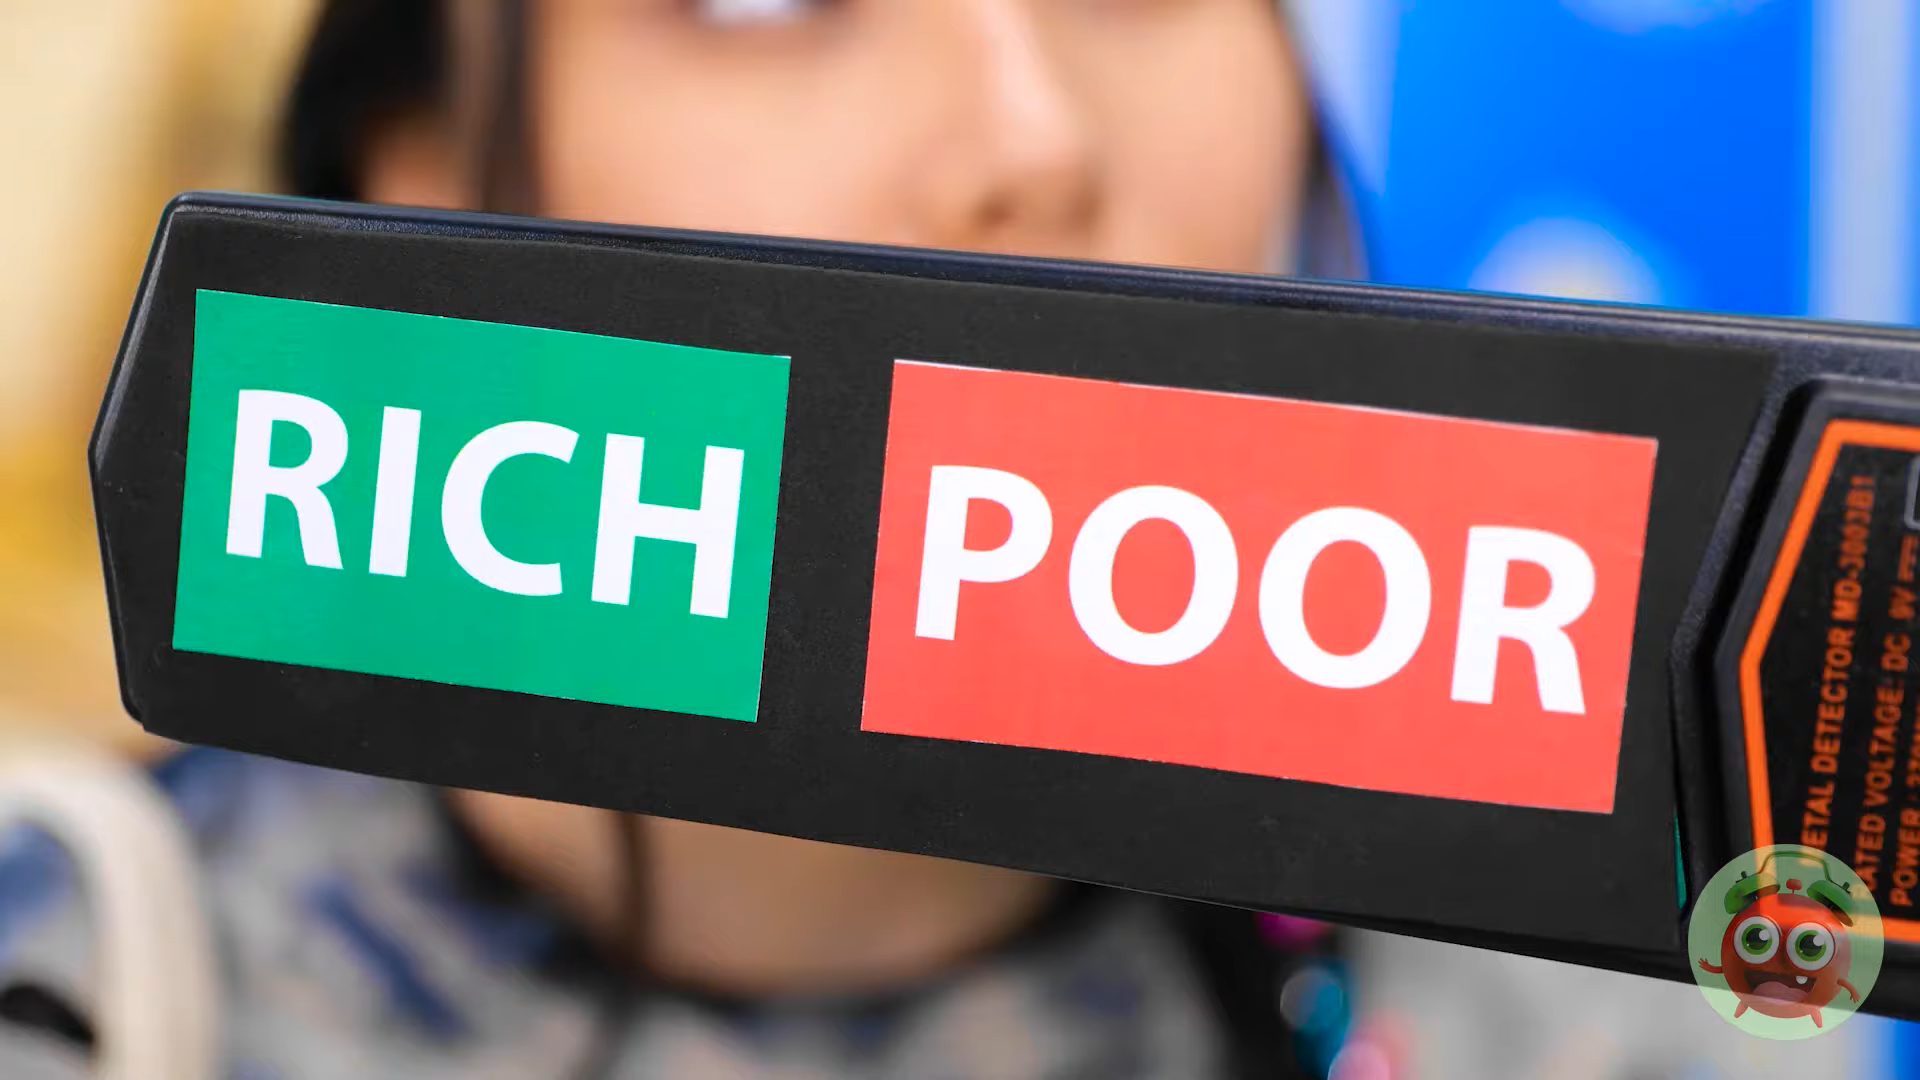 RICH
POOR
METAL DETECTOR MD-3003B1
RATED VOLTAGE: DC 9V
POWER: